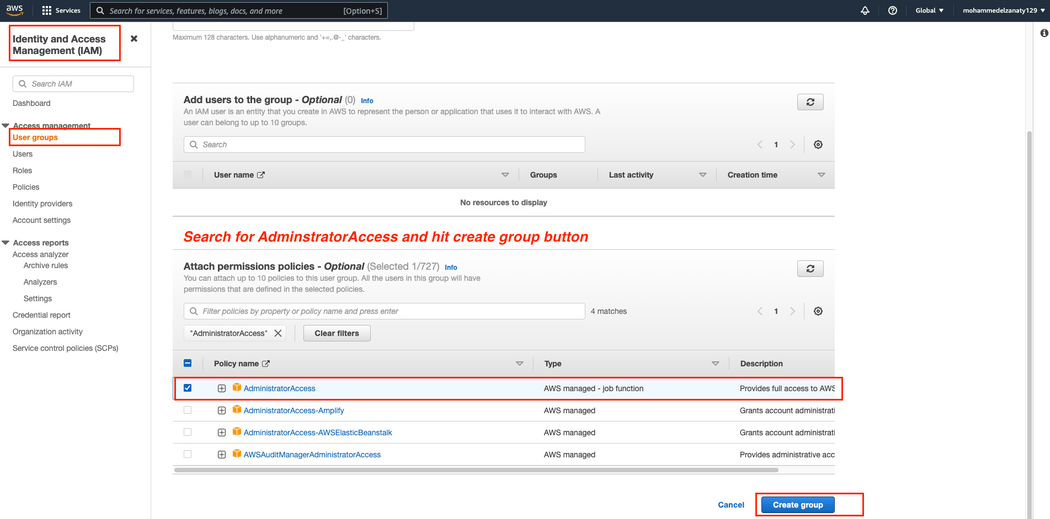 aws
Services
Search for services, features, blogs, docs, and more
[Option+S]
Global
mohammedelzanaty129
Identity and Access
Management (IAM)
Search IAM
Dashboard
Access management
User groups
Users
Roles
Policies
Identity providers
Account settings
Access reports
Access analyzer
Archive rules
Analyzers
Settings
Credential report
Organization activity
Service control policies (SCPs)
Maximum 128 characters. Use alphanumeric and '+=,.@-_' characters.
Add users to the group - Optional (0) Info
An IAM user is an entity that you create in AWS to represent the person or application that uses it to interact with AWS. A
user can belong to up to 10 groups.
Search
1
User name
Groups
Last activity
Creation time
No resources to display
Search for AdminstratorAccess and hit create group button
Attach permissions policies - Optional (Selected 1/727) Info
You can attach up to 10 policies to this user group. All the users in this group will have
permissions that are defined in the selected policies.
Filter policies by property or policy name and press enter
4 matches
1
"AdministratorAccess"
Clear filters
Policy name
Type
Description
AdministratorAccess
AWS managed - job function
Provides full access to AWS
AdministratorAccess-Amplify
AWS managed
Grants account administrati
AdministratorAccess-AWSElasticBeanstalk
AWS managed
Grants account administrati
AWSAuditManagerAdministratorAccess
AWS managed
Provides administrative acc
Cancel
Create group